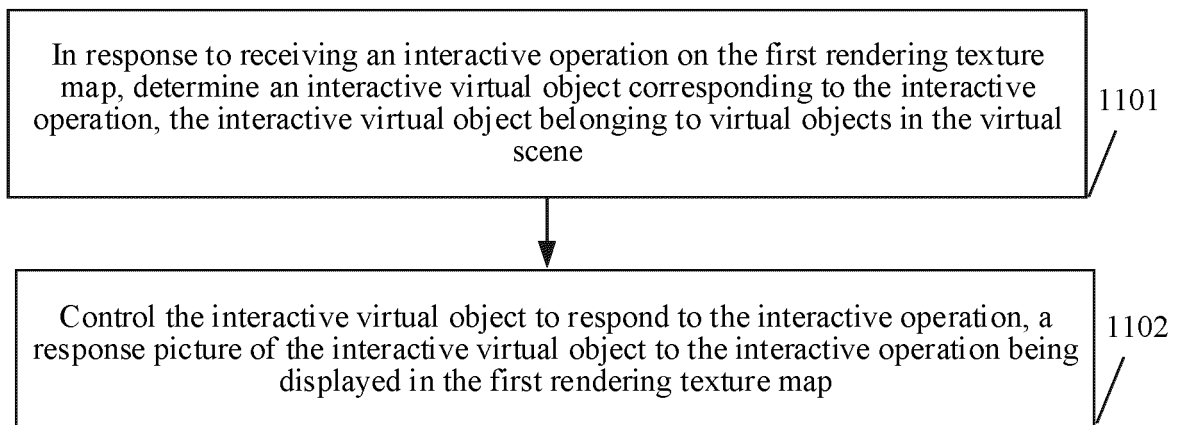 In response to receiving an interactive operation on the first rendering texture
map, determine an interactive virtual object corresponding to the interactive
operation, the interactive virtual object belonging to virtual objects in the virtual
scene
1101
Control the interactive virtual object to respond to the interactive operation, a
response picture of the interactive virtual object to the interactive operation being
displayed in the first rendering texture map
1102